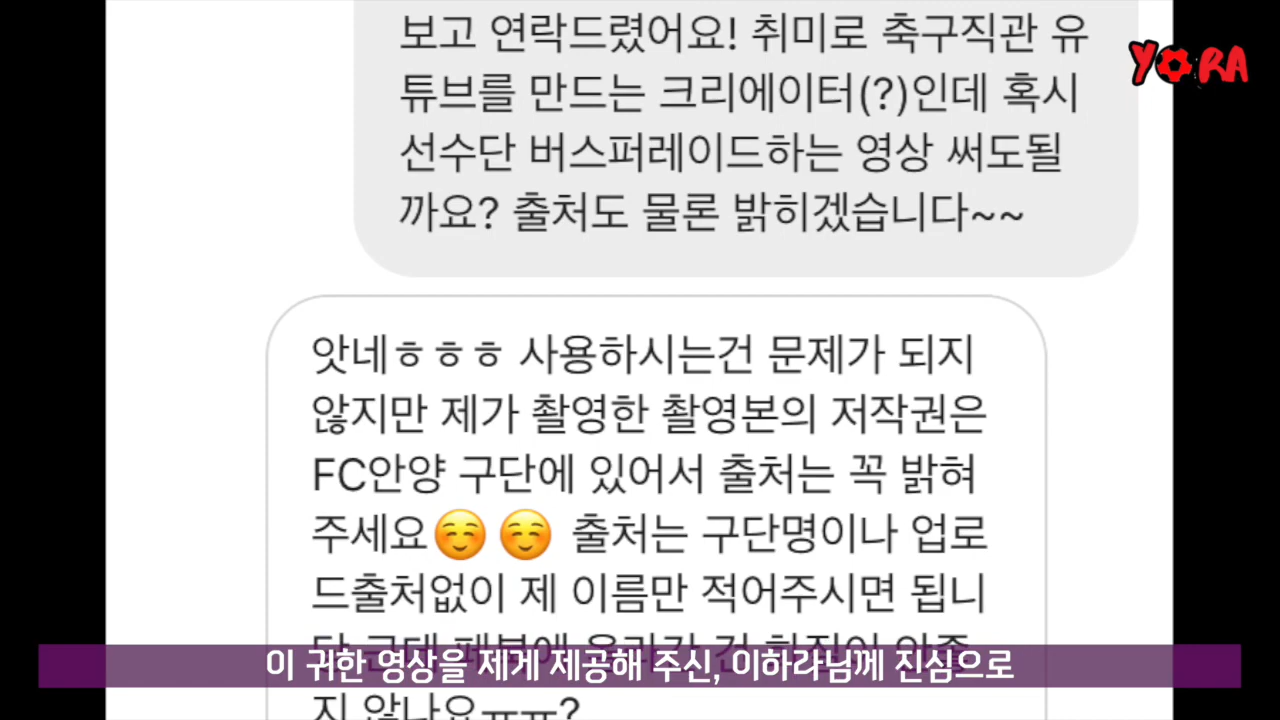 보고 연락드렸어요! 취미로 축구직관 유
YORA
튜브를 만드는 크리에이터(?)인데 혹시
선수단 버스퍼레이드하는 영상 써도될
까요? 출처도 물론 밝히겠습니다~~
앗네ㅎㅎㅎ 사용하시는건 문제가 되지
않지만 제가 촬영한 촬영본의 저작권은
FC안양 구단에 있어서 출처는 꼭 밝혀
주세요☺️☺️ 출처는 구단명이나 업로
드출처없이 제 이름만 적어주시면 됩니
이 귀한 영상을 제게 제공해 주신, 이하라님께 진심으로
지 않나요ㅠㅠ?